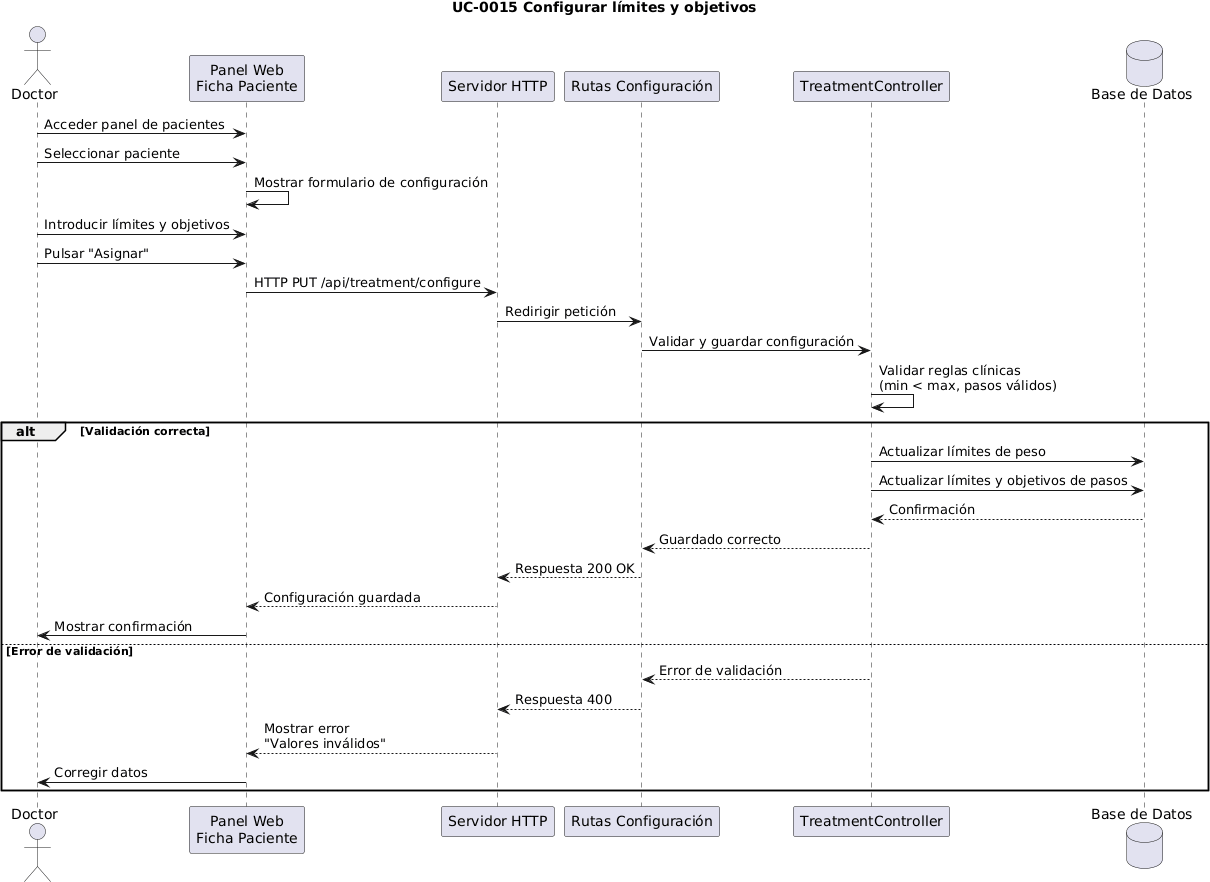 UC-0015 Configurar límites y objetivos
Doctor
Panel Web
Ficha Paciente
Servidor HTTP
Rutas Configuración
TreatmentController
Base de Datos
Acceder panel de pacientes
Seleccionar paciente
Mostrar formulario de configuración
Introducir límites y objetivos
Pulsar "Asignar"
HTTP PUT /api/treatment/configure
Redirigir petición
Validar y guardar configuración
Validar reglas clínicas
(min < max, pasos válidos)
alt
[Validación correcta]
Actualizar límites de peso
Actualizar límites y objetivos de pasos
Confirmación
Guardado correcto
Respuesta 200 OK
Configuración guardada
Mostrar confirmación
[Error de validación]
Error de validación
Respuesta 400
Mostrar error
"Valores inválidos"
Corregir datos
Doctor
Panel Web
Ficha Paciente
Servidor HTTP
Rutas Configuración
TreatmentController
Base de Datos